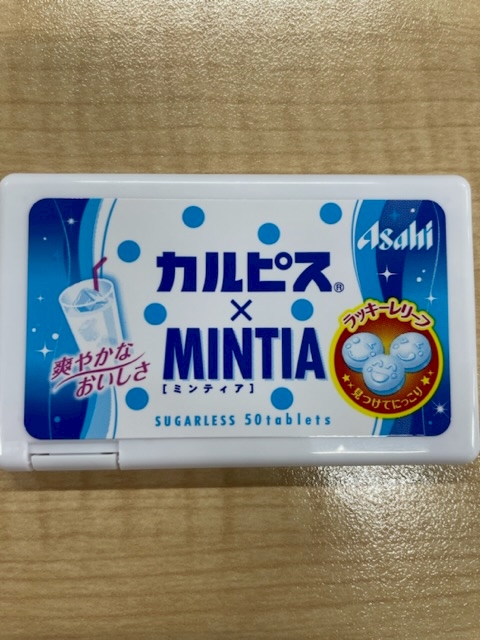 Asahi
カルピス®
×
MINTIA
[ミンティア]
SUGARLESS 50tablets
爽やかな
おいしさ
ラッキーレリーフ
見つけてにっこり